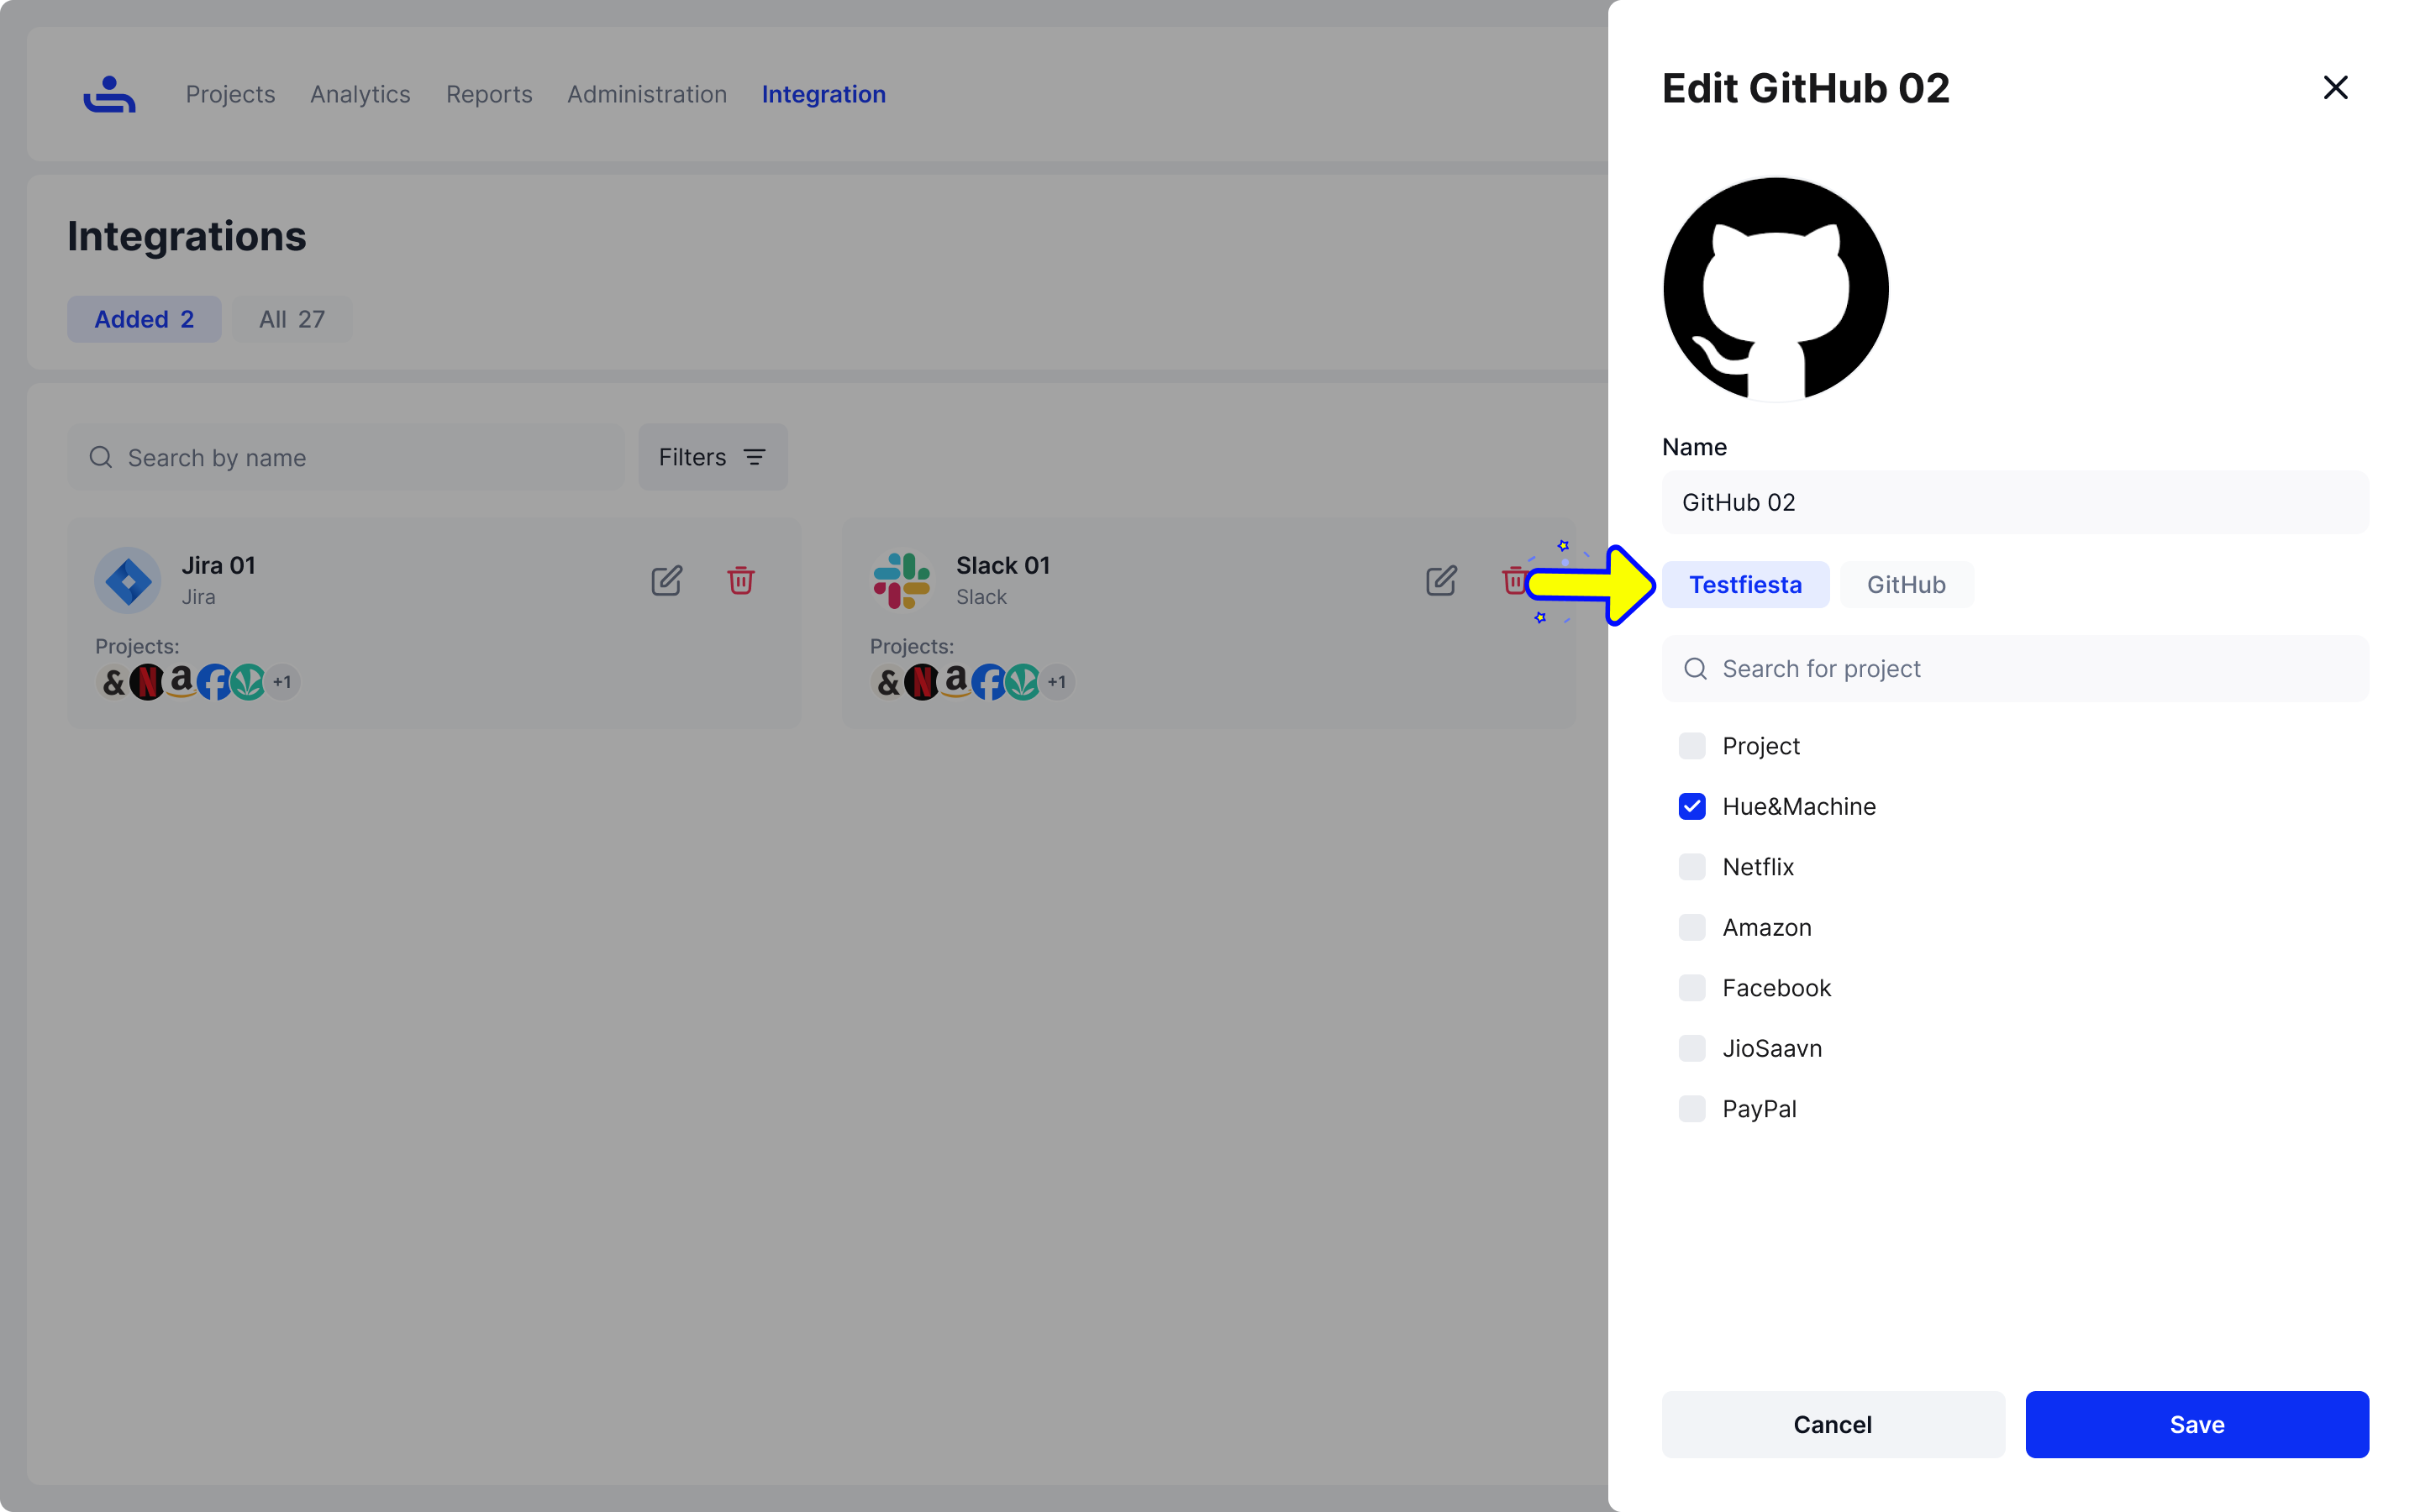 Projects Analytics Reports Administration Integration
Integrations
Added 2 All 27
Search by name Filters
Jira 01
Jira
Projects:
& N a f +1
Slack 01
Slack
Projects:
& N a f +1
Edit GitHub 02
Name
GitHub 02
Testfiesta GitHub
Search for project
Project
Hue&Machine
Netflix
Amazon
Facebook
JioSaavn
PayPal
Cancel Save